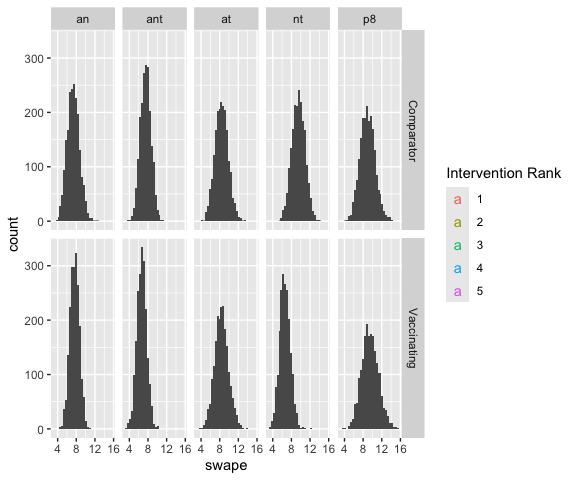 an ant at nt p8
300
200
100
0
Comparator
300
200
100
0
Vaccinating
count
4 8 12 16 4 8 12 16 4 8 12 16 4 8 12 16 4 8 12 16
swape
Intervention Rank
a 1
a 2
a 3
a 4
a 5